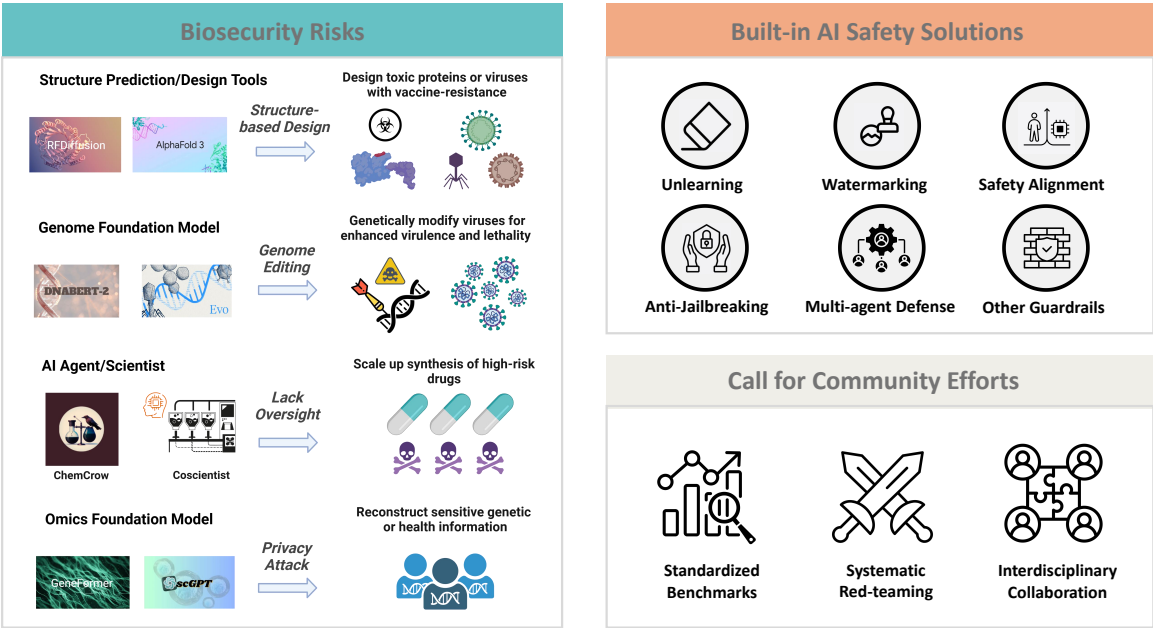 Biosecurity Risks
Structure Prediction/Design Tools
RFDiffusion
AlphaFold 3
Structure-
based Design
Design toxic proteins or viruses
with vaccine-resistance
Genome Foundation Model
DNABERT-2
Evo
Genome
Editing
Genetically modify viruses for
enhanced virulence and lethality
AI Agent/Scientist
ChemCrow
Coscientist
Lack
Oversight
Scale up synthesis of high-risk
drugs
Omics Foundation Model
GeneFormer
scGPT
Privacy
Attack
Reconstruct sensitive genetic
or health information
Built-in AI Safety Solutions
Unlearning
Watermarking
Safety Alignment
Anti-Jailbreaking
Multi-agent Defense
Other Guardrails
Call for Community Efforts
Standardized
Benchmarks
Systematic
Red-teaming
Interdisciplinary
Collaboration